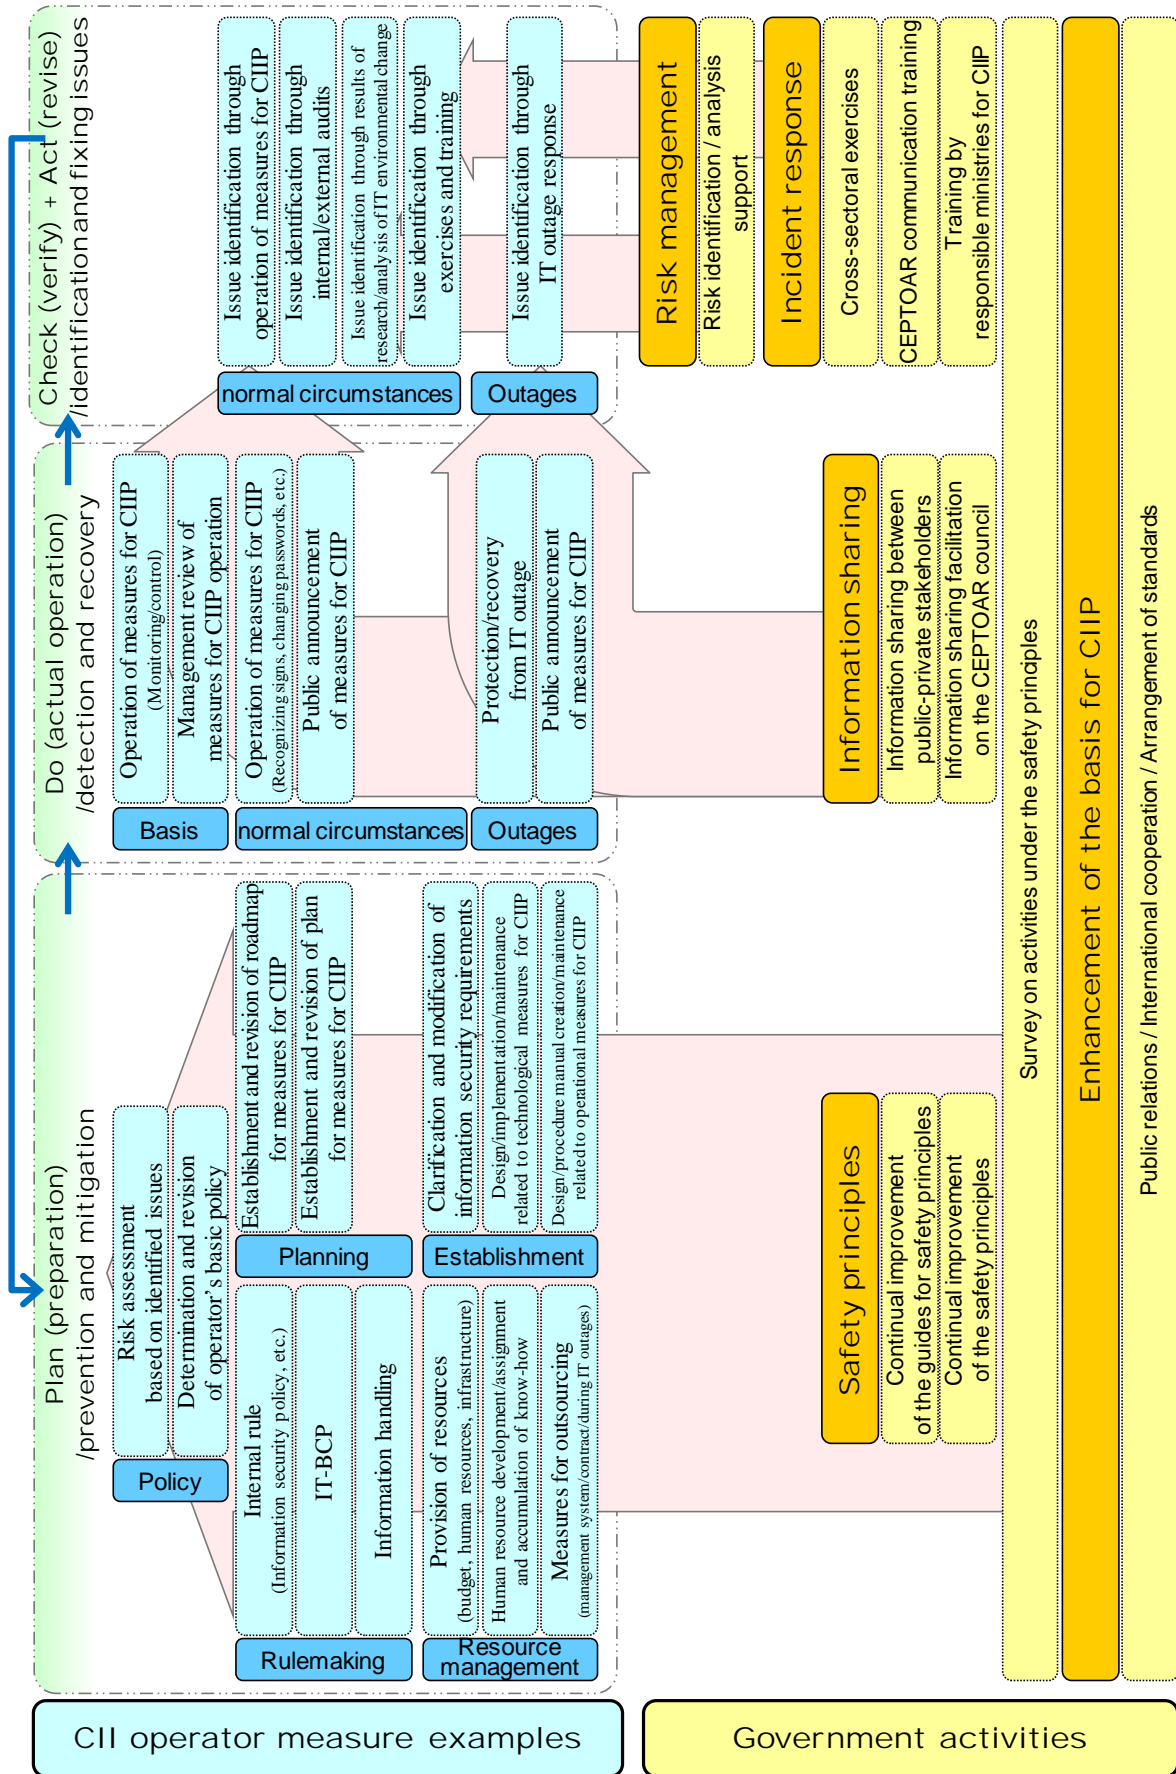 CII operator measure examples
Plan (preparation)
/prevention and mitigation
Policy
Risk assessment
based on identified issues
Determination and revision
of operator's basic policy
Rulemaking
Internal rule
(Information security policy, etc.)
IT-BCP
Information handling
Planning
Establishment and revision of roadmap
for measures for CIIP
Establishment and revision of plan
for measures for CIIP
Resource
management
Provision of resources
(budget, human resources, infrastructure)
Human resource development/assignment
and accumulation of know-how
Measures for outsourcing
(management system/contract/during IT outages)
Establishment
Clarification and modification of
information security requirements
Design/implementation/maintenance
related to technological measures for CIIP
Design/procedure manual creation/maintenance
related to operational measures for CIIP
Do (actual operation)
/detection and recovery
Basis
Operation of measures for CIIP
(Monitoring/control)
Management review of
measures for CIIP operation
normal circumstances
Operation of measures for CIIP
(Recognizing signs, changing passwords, etc.)
Public announcement
of measures for CIIP
Outages
Protection/recovery
from IT outage
Public announcement
of measures for CIIP
Check (verify) + Act (revise)
/identification and fixing issues
normal circumstances
Issue identification through
operation of measures for CIIP
Issue identification through
internal/external audits
Issue identification through results of
research/analysis of IT environmental change
Issue identification through
exercises and training
Outages
Issue identification through
IT outage response
Government activities
Safety principles
Continual improvement
of the guides for safety principles
Continual improvement
of the safety principles
Information sharing
Information sharing between
public-private stakeholders
Information sharing facilitation
on the CEPTOAR council
Risk management
Risk identification / analysis
support
Incident response
Cross-sectoral exercises
CEPTOAR communication training
Training by
responsible ministries for CIIP
Survey on activities under the safety principles
Enhancement of the basis for CIIP
Public relations / International cooperation / Arrangement of standards